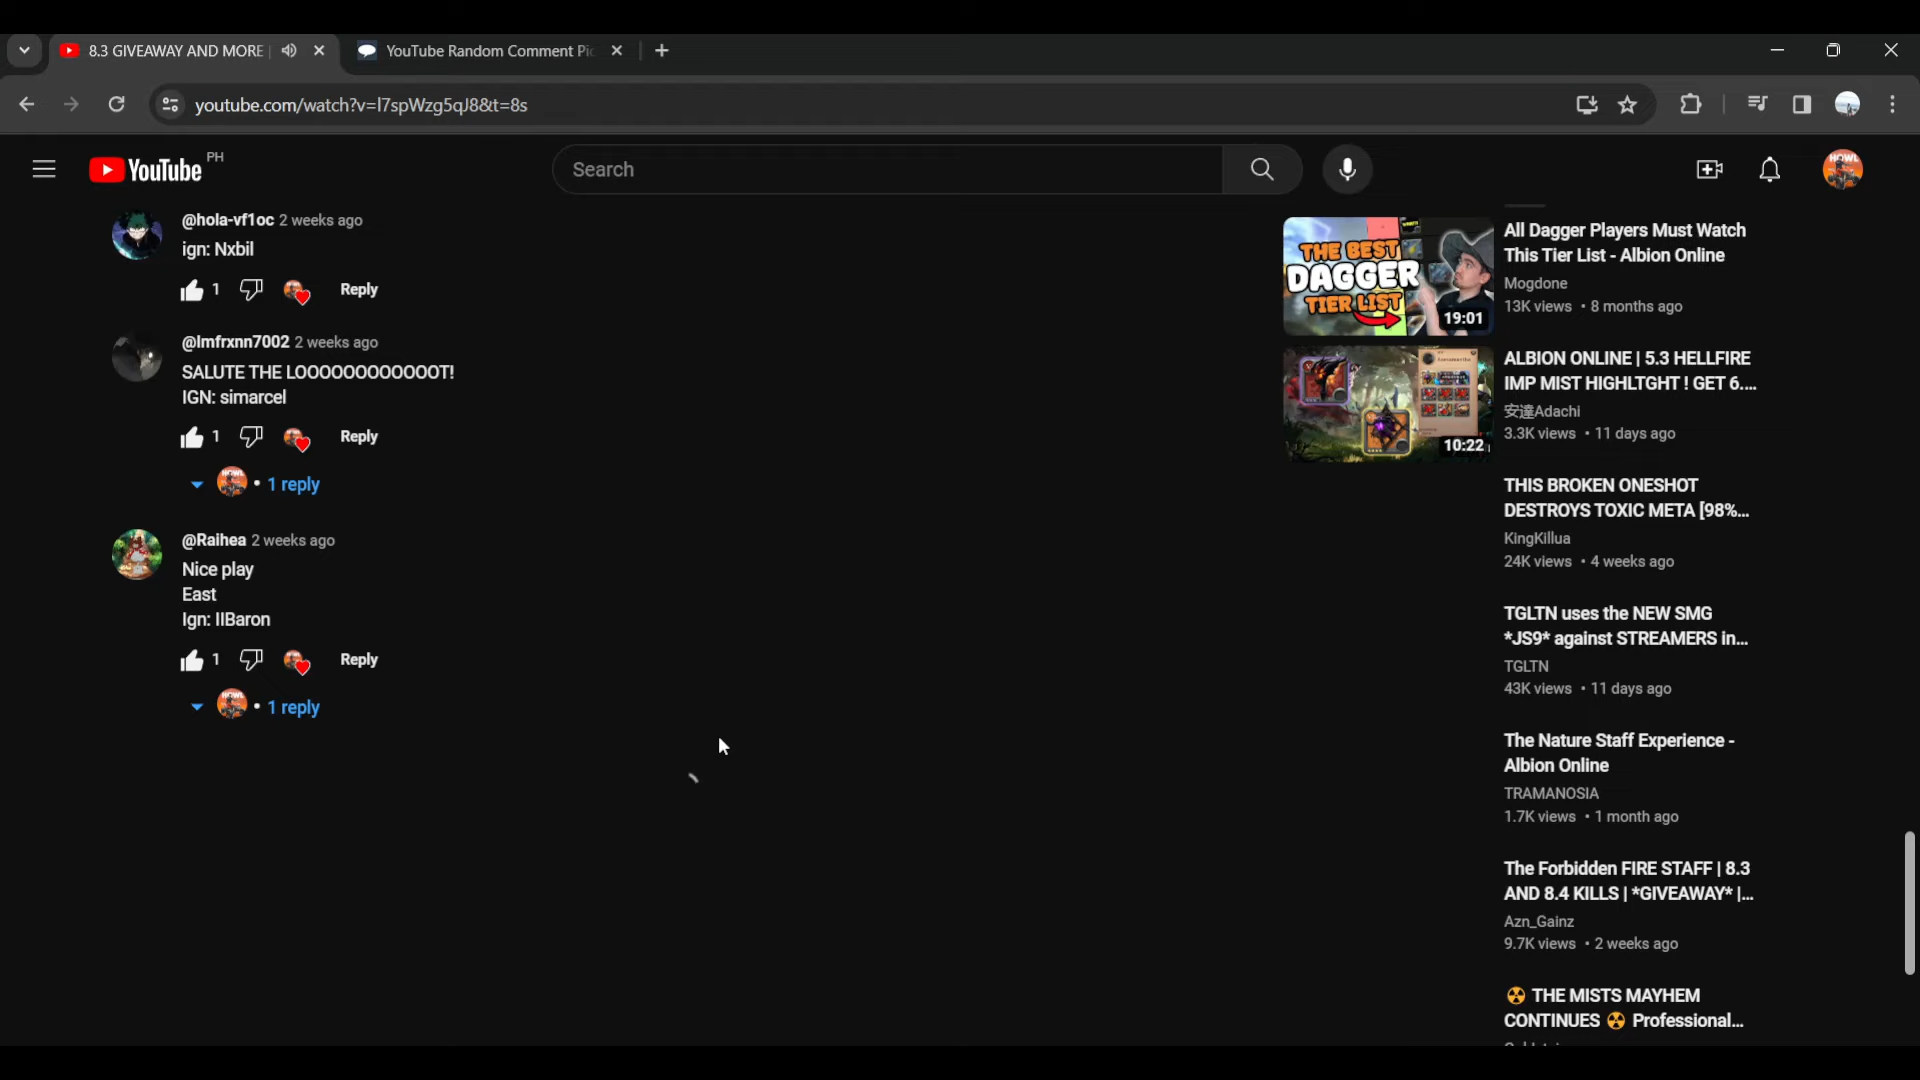 8.3 GIVEAWAY AND MORE
YouTube Random Comment Pic
youtube.com/watch?v=l7spWzg5qJ8&t=8s
YouTube PH
Search
HOWL
@hola-vf1oc 2 weeks ago
ign: Nxbil
1 Reply
@lmfrxnn7002 2 weeks ago
SALUTE THE LOOOOOOOOOOOOT!
IGN: simarcel
1 Reply
HOWL • 1 reply
@Raihea 2 weeks ago
Nice play
East
Ign: IIBaron
1 Reply
HOWL • 1 reply
THE BEST
DAGGER
TIER LIST
19:01
All Dagger Players Must Watch
This Tier List - Albion Online
Mogdone
13K views • 8 months ago
10:22
ALBION ONLINE | 5.3 HELLFIRE
IMP MIST HIGHLTGHT ! GET 6....
安達Adachi
3.3K views • 11 days ago
THIS BROKEN ONESHOT
DESTROYS TOXIC META [98%...
KingKillua
24K views • 4 weeks ago
TGLTN uses the NEW SMG
*JS9* against STREAMERS in...
TGLTN
43K views • 11 days ago
The Nature Staff Experience -
Albion Online
TRAMANOSIA
1.7K views • 1 month ago
The Forbidden FIRE STAFF | 8.3
AND 8.4 KILLS | *GIVEAWAY* |...
Azn_Gainz
9.7K views • 2 weeks ago
☢ THE MISTS MAYHEM
CONTINUES ☢ Professional...